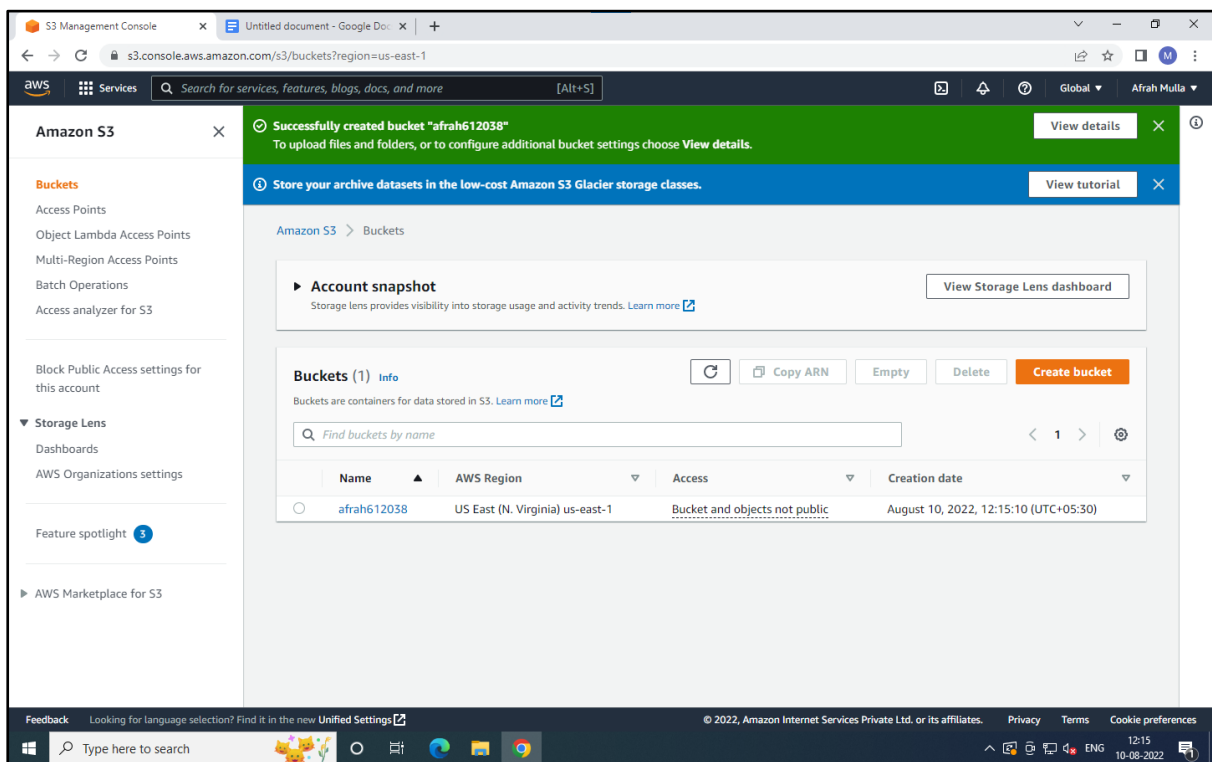 S3 Management Console
Untitled document - Google Doc
s3.console.aws.amazon.com/s3/buckets?region=us-east-1
M
aws
Services
Search for services, features, blogs, docs, and more
[Alt+S]
Global
Afrah Mulla
Amazon S3
Successfully created bucket "afrah612038"
To upload files and folders, or to configure additional bucket settings choose View details.
View details
Store your archive datasets in the low-cost Amazon S3 Glacier storage classes.
View tutorial
Buckets
Access Points
Object Lambda Access Points
Multi-Region Access Points
Batch Operations
Access analyzer for S3
Block Public Access settings for
this account
Storage Lens
Dashboards
AWS Organizations settings
Feature spotlight 3
AWS Marketplace for S3
Amazon S3 > Buckets
Account snapshot
Storage lens provides visibility into storage usage and activity trends. Learn more
View Storage Lens dashboard
Buckets (1) Info
Copy ARN
Empty
Delete
Create bucket
Buckets are containers for data stored in S3. Learn more
Find buckets by name
1
Name AWS Region Access Creation date
afrah612038 US East (N. Virginia) us-east-1 Bucket and objects not public August 10, 2022, 12:15:10 (UTC+05:30)
Feedback Looking for language selection? Find it in the new Unified Settings
© 2022, Amazon Internet Services Private Ltd. or its affiliates. Privacy Terms Cookie preferences
Type here to search
ENG
12:15
10-08-2022
1